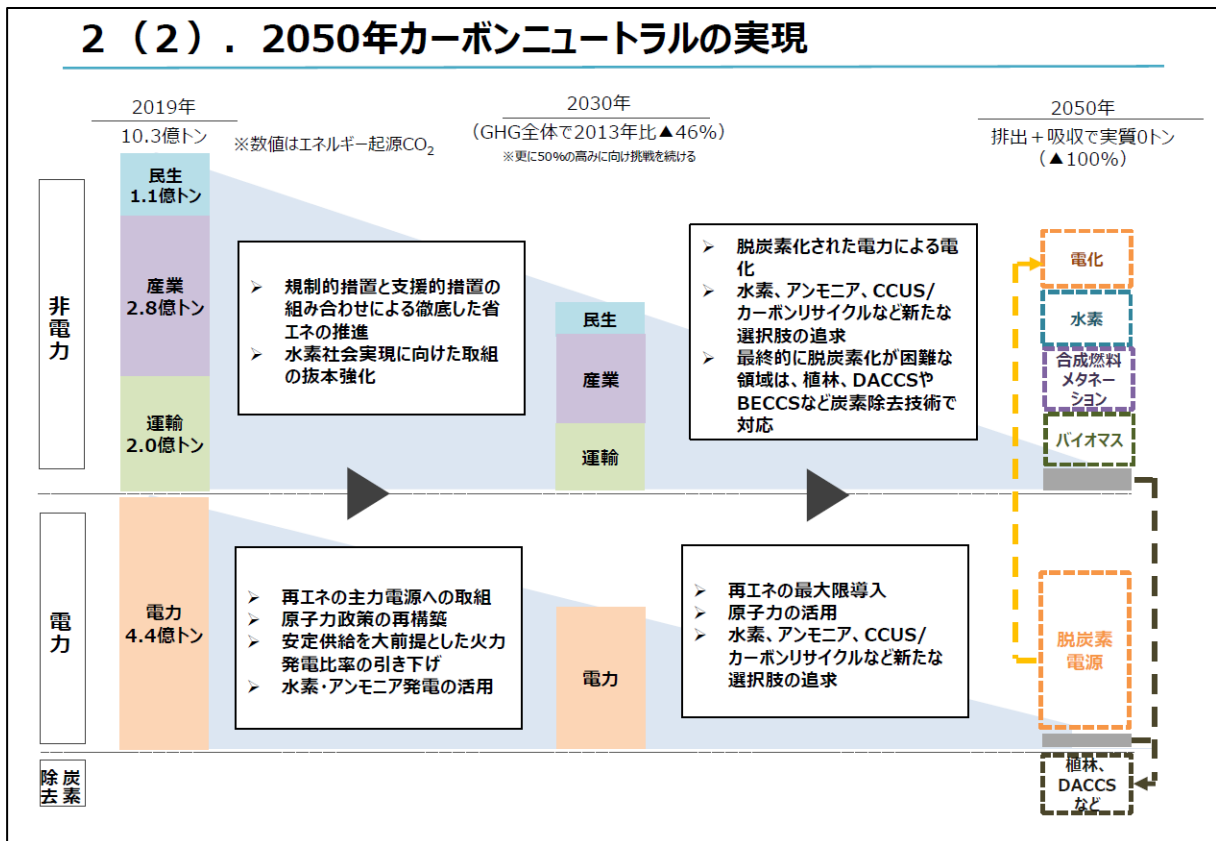 2（2）．2050年カーボンニュートラルの実現
2019年
10.3億トン
※数値はエネルギー起源CO₂
2030年
(GHG全体で2013年比▲46%)
※更に50%の高みに向け挑戦を続ける
2050年
排出＋吸収で実質0トン
(▲100%)
非電力
民生
1.1億トン
産業
2.8億トン
運輸
2.0億トン
➢ 規制的措置と支援的措置の
組み合わせによる徹底した省
エネの推進
➢ 水素社会実現に向けた取組
の抜本強化
民生
産業
運輸
➢ 脱炭素化された電力による電
化
➢ 水素、アンモニア、CCUS/
カーボンリサイクルなど新たな
選択肢の追求
➢ 最終的に脱炭素化が困難な
領域は、植林、DACCSや
BECCSなど炭素除去技術で
対応
電化
水素
合成燃料
メタネー
ション
バイオマス
電力
電力
4.4億トン
➢ 再エネの主力電源への取組
➢ 原子力政策の再構築
➢ 安定供給を大前提とした火力
発電比率の引き下げ
➢ 水素・アンモニア発電の活用
電力
➢ 再エネの最大限導入
➢ 原子力の活用
➢ 水素、アンモニア、CCUS/
カーボンリサイクルなど新たな
選択肢の追求
脱炭素
電源
炭素除去
植林、
DACCS
など